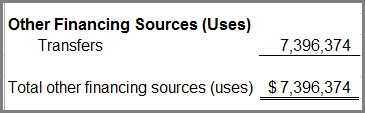 Other Financing Sources (Uses)
Transfers 7,396,374
Total other financing sources (uses) $ 7,396,374